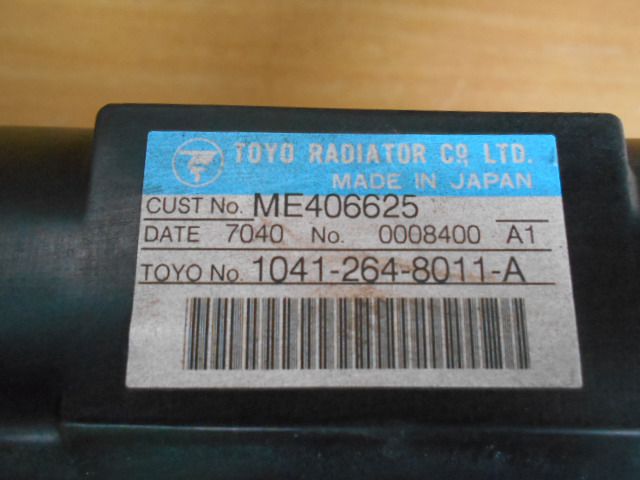 TOYO RADIATOR CO., LTD.
MADE IN JAPAN
CUST No. ME406625
DATE 7040 No. 0008400 A1
TOYO No. 1041-264-8011-A